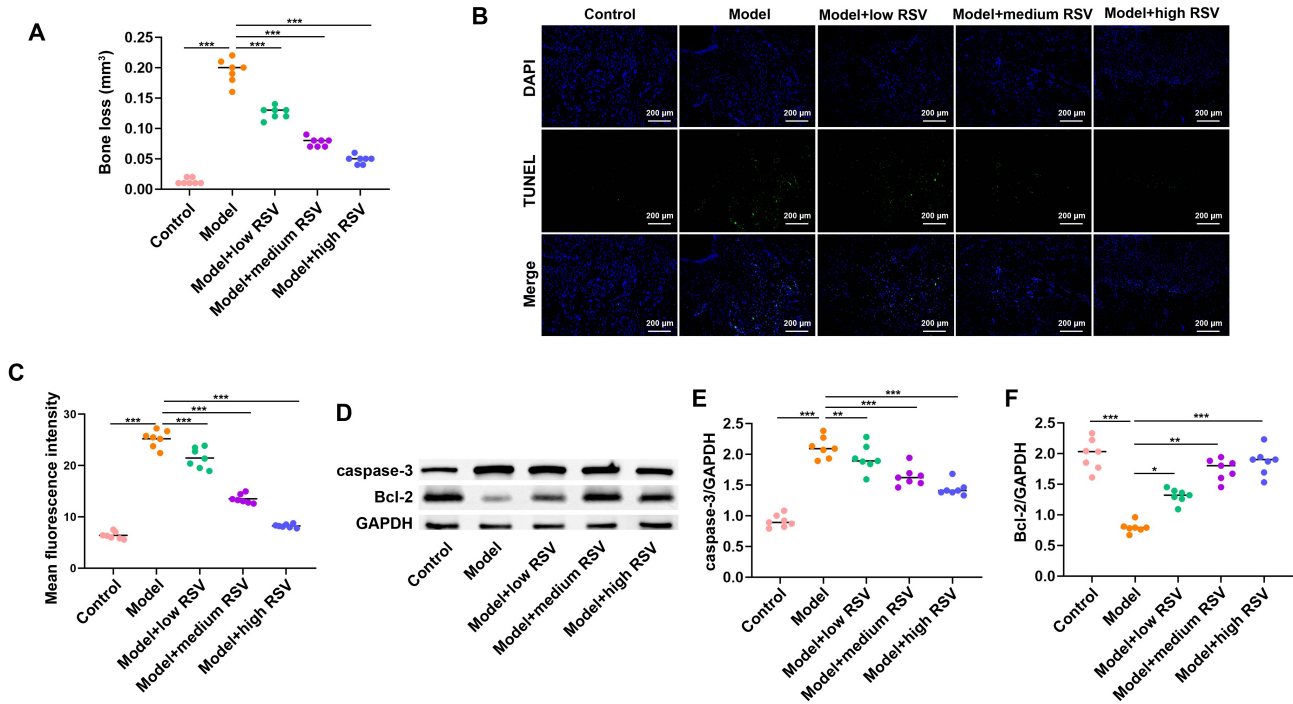 A
Bone loss (mm³)
0.25
0.20
0.15
0.10
0.05
0.00
***
***
***
***
Control
Model
Model+low RSV
Model+medium RSV
Model+high RSV
B
Control
Model
Model+low RSV
Model+medium RSV
Model+high RSV
DAPI
200 µm
200 µm
200 µm
200 µm
200 µm
TUNEL
200 µm
200 µm
200 µm
200 µm
200 µm
Merge
200 µm
200 µm
200 µm
200 µm
200 µm
C
Mean fluorescence intensity
30
20
10
0
***
***
***
***
Control
Model
Model+low RSV
Model+medium RSV
Model+high RSV
D
caspase-3
Bcl-2
GAPDH
Control
Model
Model+low RSV
Model+medium RSV
Model+high RSV
E
caspase-3/GAPDH
2.5
2.0
1.5
1.0
0.5
0.0
***
***
***
**
Control
Model
Model+low RSV
Model+medium RSV
Model+high RSV
F
Bcl-2/GAPDH
2.5
2.0
1.5
1.0
0.5
0.0
***
***
**
*
Control
Model
Model+low RSV
Model+medium RSV
Model+high RSV